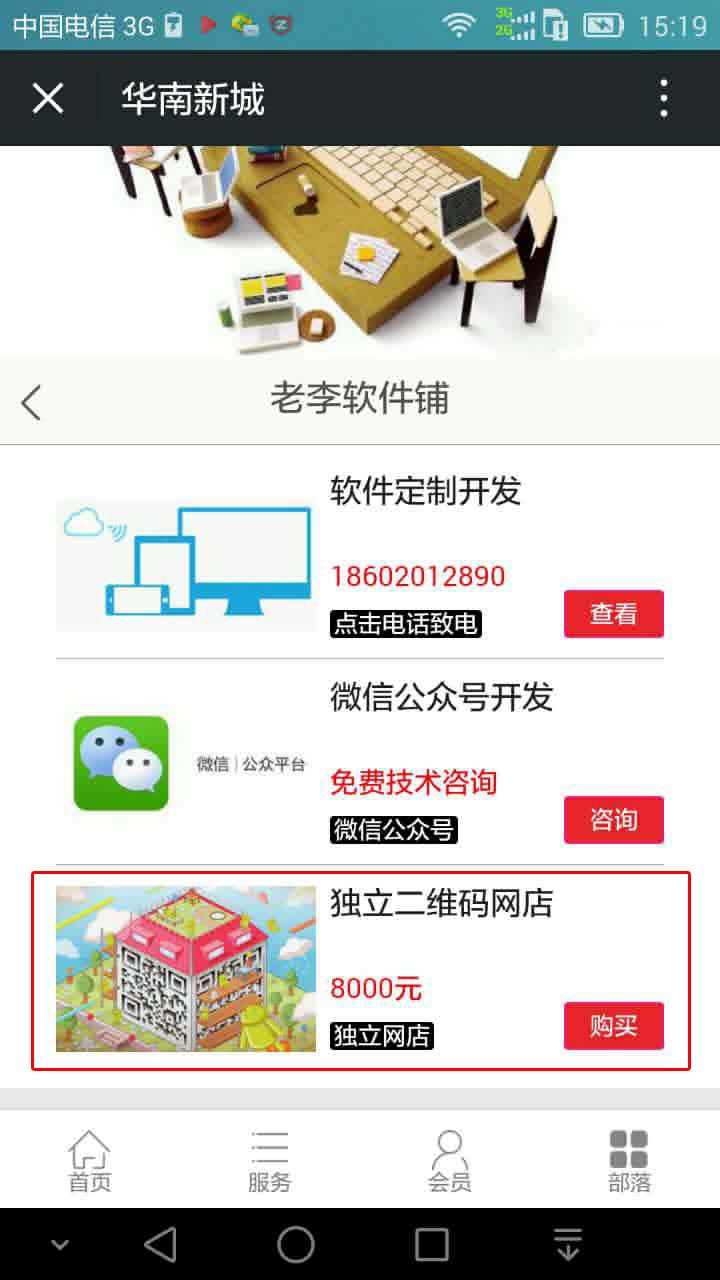 中国电信 3G
3G
2G
15:19
华南新城
老李软件铺
软件定制开发
18602012890
点击电话致电
查看
微信公众号开发
微信|公众平台
免费技术咨询
微信公众号
咨询
独立二维码网店
8000元
独立网店
购买
首页
服务
会员
部落